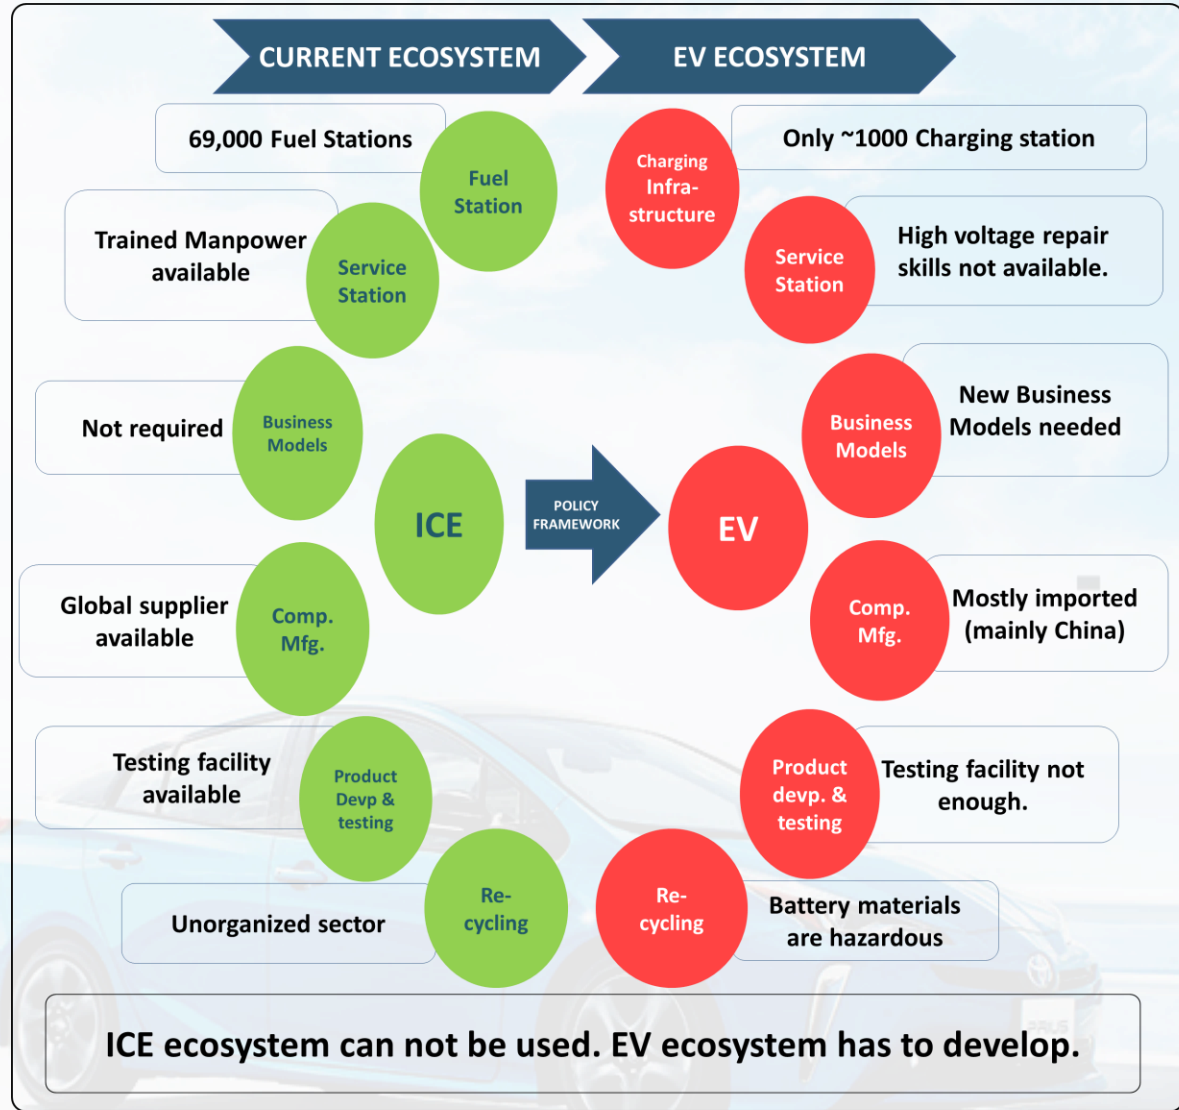 CURRENT ECOSYSTEM
EV ECOSYSTEM
69,000 Fuel Stations
Fuel
Station
Charging
Infra-
structure
Only ~1000 Charging station
Trained Manpower
available
Service
Station
Service
Station
High voltage repair
skills not available.
Not required
Business
Models
Business
Models
New Business
Models needed
ICE
POLICY
FRAMEWORK
EV
Global supplier
available
Comp.
Mfg.
Comp.
Mfg.
Mostly imported
(mainly China)
Testing facility
available
Product
Devp &
testing
Product
devp. &
testing
Testing facility not
enough.
Unorganized sector
Re-
cycling
Re-
cycling
Battery materials
are hazardous
PRIUS
ICE ecosystem can not be used. EV ecosystem has to develop.